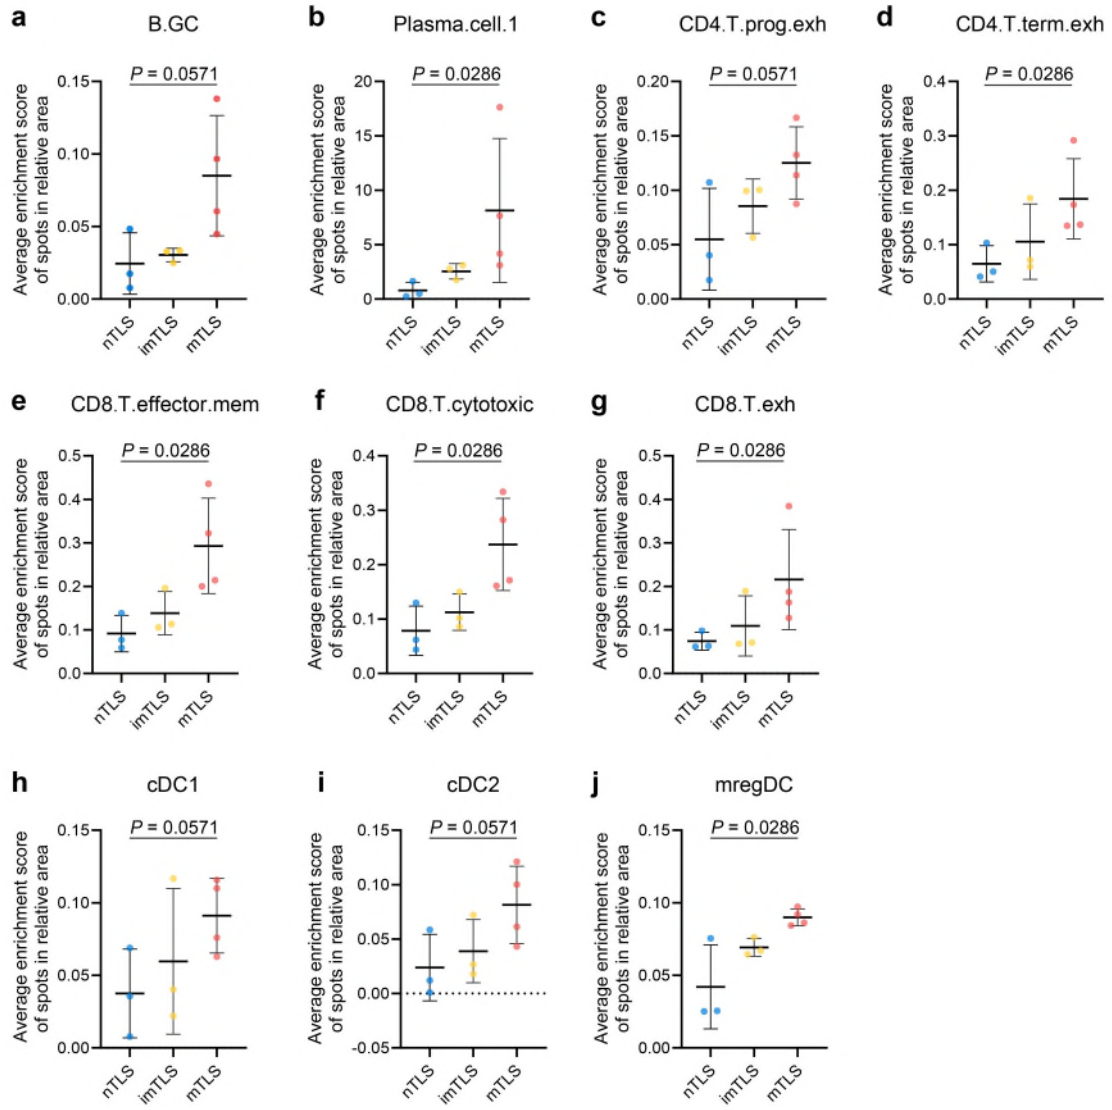 a
B.GC
P = 0.0571
Average enrichment score
of spots in relative area
0.15
0.10
0.05
0.00
nTLS
imTLS
mTLS
b
Plasma.cell.1
P = 0.0286
Average enrichment score
of spots in relative area
20
15
10
5
0
nTLS
imTLS
mTLS
c
CD4.T.prog.exh
P = 0.0571
Average enrichment score
of spots in relative area
0.20
0.15
0.10
0.05
0.00
nTLS
imTLS
mTLS
d
CD4.T.term.exh
P = 0.0286
Average enrichment score
of spots in relative area
0.4
0.3
0.2
0.1
0.0
nTLS
imTLS
mTLS
e
CD8.T.effector.mem
P = 0.0286
Average enrichment score
of spots in relative area
0.5
0.4
0.3
0.2
0.1
0.0
nTLS
imTLS
mTLS
f
CD8.T.cytotoxic
P = 0.0286
Average enrichment score
of spots in relative area
0.4
0.3
0.2
0.1
0.0
nTLS
imTLS
mTLS
g
CD8.T.exh
P = 0.0286
Average enrichment score
of spots in relative area
0.5
0.4
0.3
0.2
0.1
0.0
nTLS
imTLS
mTLS
h
cDC1
P = 0.0571
Average enrichment score
of spots in relative area
0.15
0.10
0.05
0.00
nTLS
imTLS
mTLS
i
cDC2
P = 0.0571
Average enrichment score
of spots in relative area
0.15
0.10
0.05
0.00
-0.05
nTLS
imTLS
mTLS
j
mregDC
P = 0.0286
Average enrichment score
of spots in relative area
0.15
0.10
0.05
0.00
nTLS
imTLS
mTLS